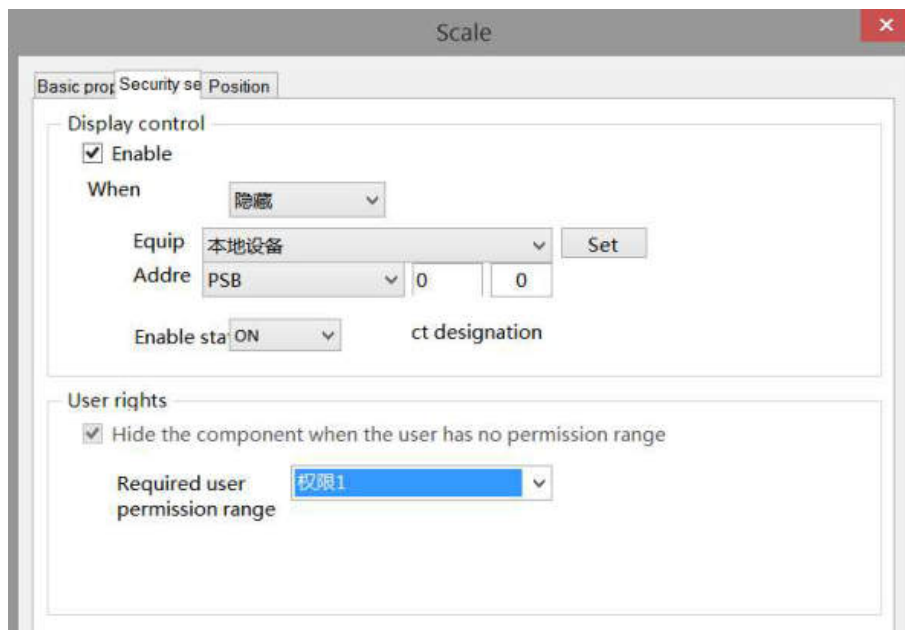 Scale
Basic prop Security se Position
Display control
Enable
When 隐藏
Equip 本地设备 Set
Addre PSB 0 0
Enable sta ON ct designation
User rights
Hide the component when the user has no permission range
Required user 权限1
permission range